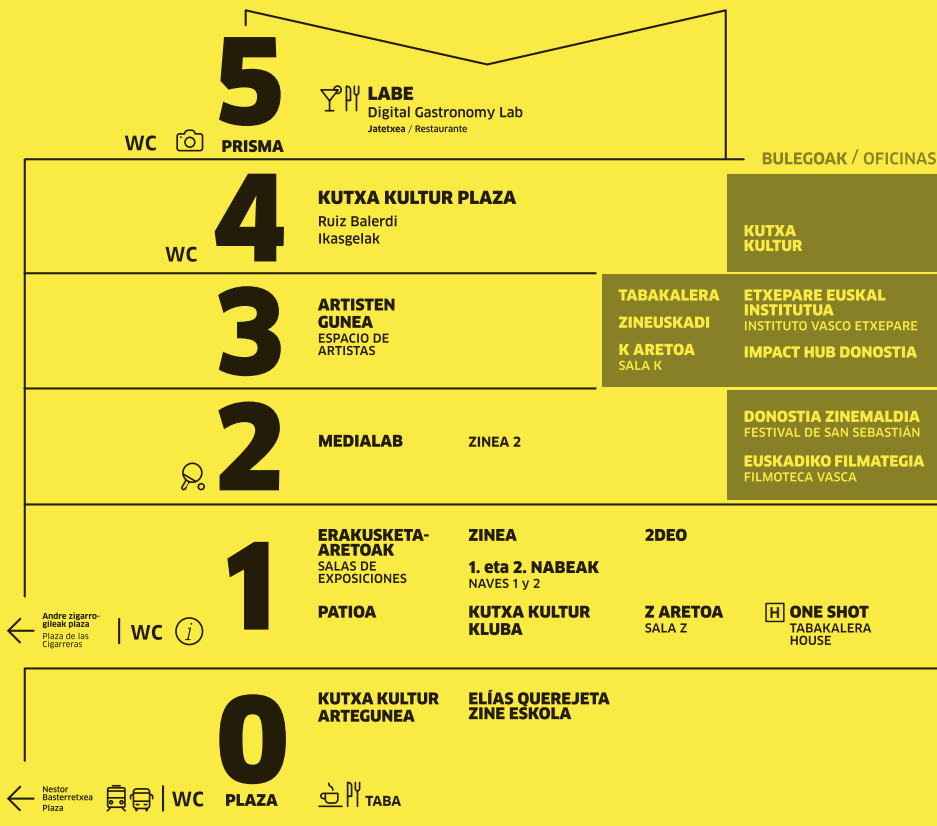 5
LABE
Digital Gastronomy Lab
Jatetxea / Restaurante
WC
PRISMA
BULEGOAK / OFICINAS
4
KUTXA KULTUR PLAZA
Ruiz Balerdi
Ikasgelak
WC
KUTXA
KULTUR
3
ARTISTEN
GUNEA
ESPACIO DE
ARTISTAS
TABAKALERA
ZINEUSKADI
K ARETOA
SALA K
ETXEPARE EUSKAL
INSTITUTUA
INSTITUTO VASCO ETXEPARE
IMPACT HUB DONOSTIA
2
MEDIALAB
ZINEA 2
DONOSTIA ZINEMALDIA
FESTIVAL DE SAN SEBASTIÁN
EUSKADIKO FILMATEGIA
FILMOTECA VASCA
1
ERAKUSKETA-
ARETOAK
SALAS DE
EXPOSICIONES
ZINEA
2DEO
1. eta 2. NABEAK
NAVES 1 y 2
PATIOA
KUTXA KULTUR
KLUBA
Z ARETOA
SALA Z
H ONE SHOT
TABAKALERA
HOUSE
Andre zigarro-
gileak plaza
Plaza de las
Cigarreras
WC i
0
KUTXA KULTUR
ARTEGUNEA
ELÍAS QUEREJETA
ZINE ESKOLA
Nestor
Basterretxea
Plaza
WC
PLAZA
TABA